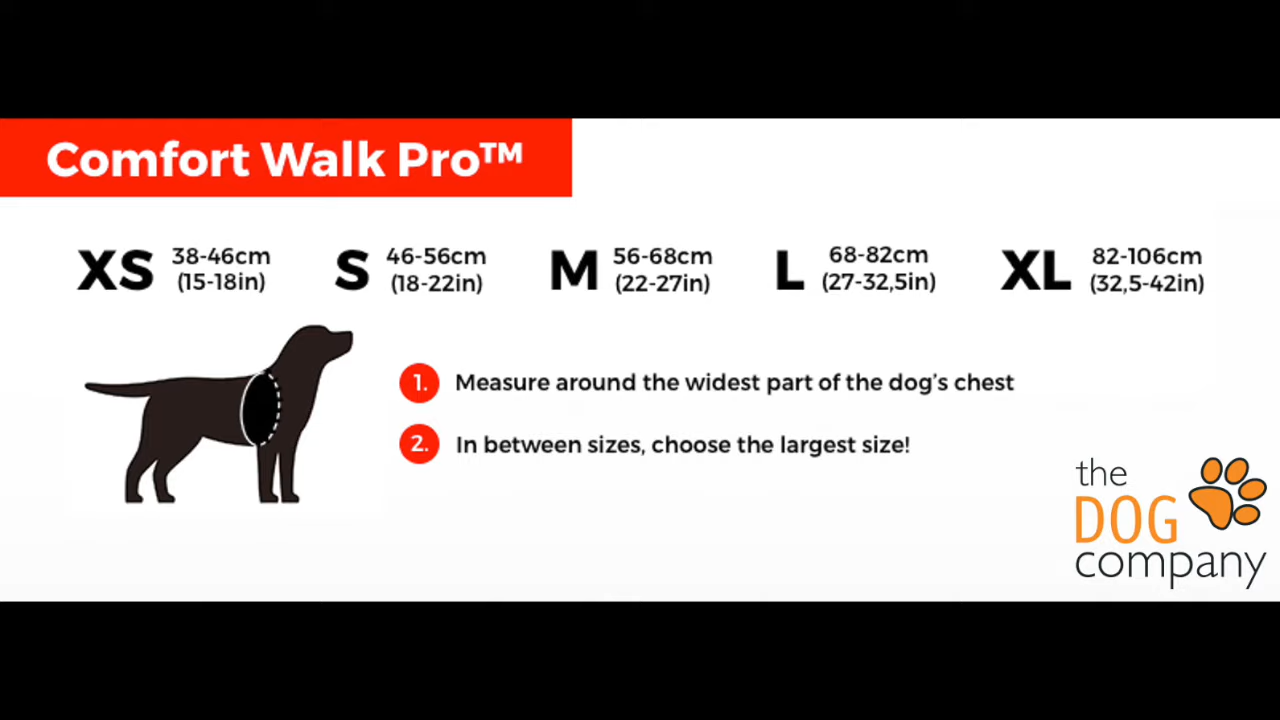 Comfort Walk Pro™
XS 38-46cm (15-18in)
S 46-56cm (18-22in)
M 56-68cm (22-27in)
L 68-82cm (27-32,5in)
XL 82-106cm (32,5-42in)
1. Measure around the widest part of the dog's chest
2. In between sizes, choose the largest size!
the
DOG
company